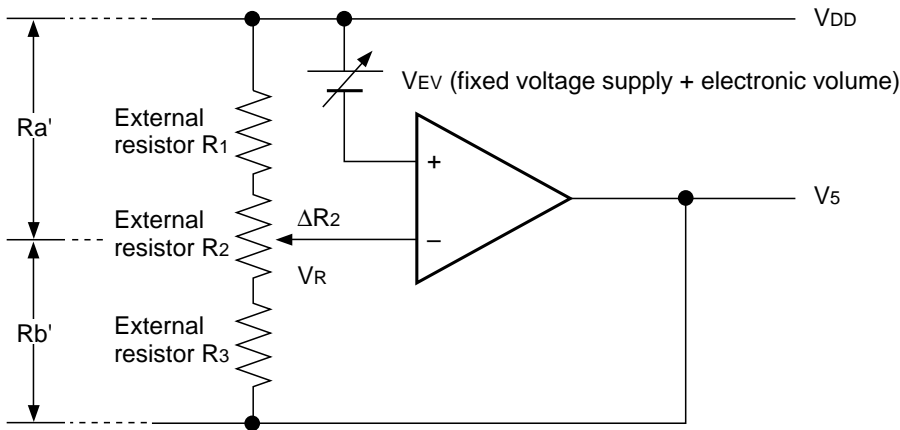 VDD
VEV (fixed voltage supply + electronic volume)
Ra'
External
resistor R1
+
V5
External
resistor R2
ΔR2
−
VR
Rb'
External
resistor R3